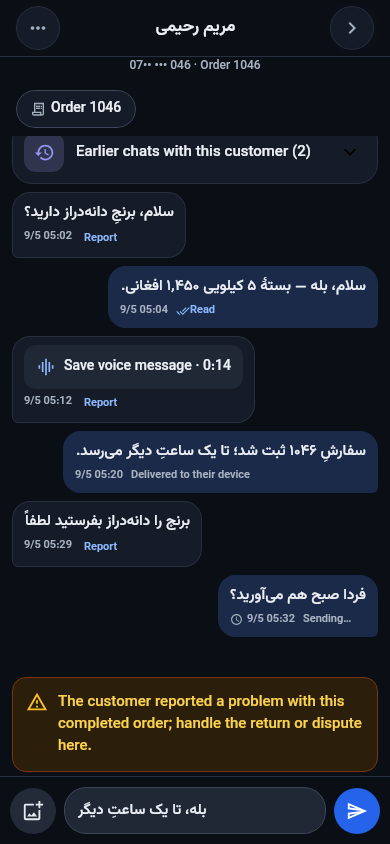 مریم رحیمی
07•• ••• 046 · Order 1046
Order 1046
Earlier chats with this customer (2)
سلام، برنجِ دانه‌دراز دارید؟
9/5 05:02 Report
سلام، بله — بستهٔ ۵ کیلویی ۱,۴۵۰ افغانی.
9/5 05:04 Read
Save voice message · 0:14
9/5 05:12 Report
سفارشِ ۱۰۴۶ ثبت شد؛ تا یک ساعتِ دیگر می‌رسد.
9/5 05:20 Delivered to their device
برنج را دانه‌دراز بفرستید لطفاً
9/5 05:29 Report
فردا صبح هم می‌آورید؟
9/5 05:32 Sending…
The customer reported a problem with this
completed order; handle the return or dispute
here.
بله، تا یک ساعتِ دیگر